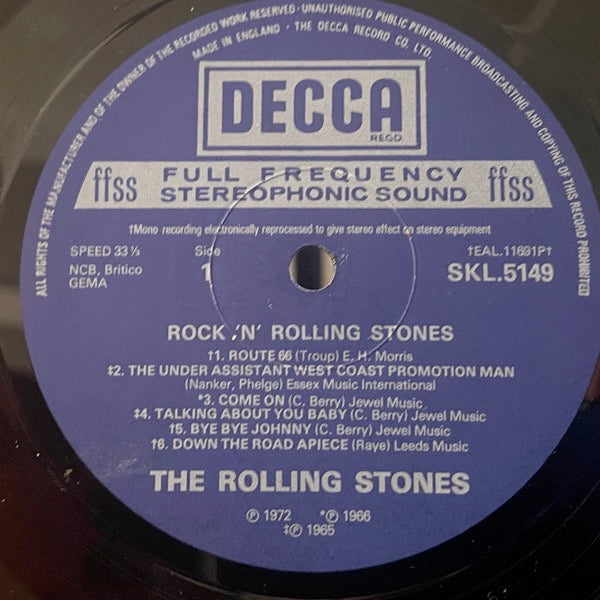 ALL RIGHTS OF THE MANUFACTURER AND OF THE OWNER OF THE RECORDED WORK RESERVED · UNAUTHORISED PUBLIC PERFORMANCE BROADCASTING AND COPYING OF THIS RECORD PROHIBITED
MADE IN ENGLAND · THE DECCA RECORD CO. LTD.
DECCA
REGD.
ffss FULL FREQUENCY STEREOPHONIC SOUND ffss
†Mono recording electronically reprocessed to give stereo effect on stereo equipment
SPEED 33⅓ Side †EAL.11691P†
NCB, Britico 1 SKL.5149
GEMA
ROCK 'N' ROLLING STONES
†1. ROUTE 66 (Troup) E. H. Morris
‡2. THE UNDER ASSISTANT WEST COAST PROMOTION MAN
(Nanker, Phelge) Essex Music International
*3. COME ON (C. Berry) Jewel Music
‡4. TALKING ABOUT YOU BABY (C. Berry) Jewel Music
†5. BYE BYE JOHNNY (C. Berry) Jewel Music
†6. DOWN THE ROAD APIECE (Raye) Leeds Music
THE ROLLING STONES
℗ 1972 *℗ 1966
‡℗ 1965